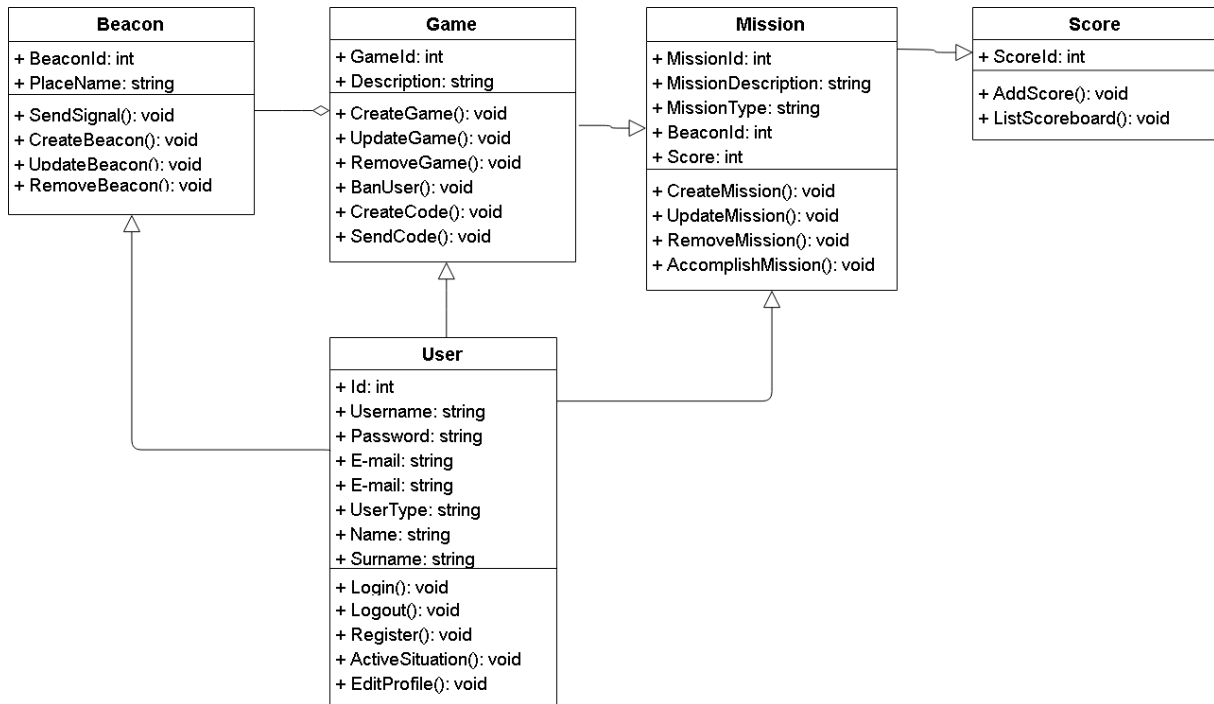 Beacon
+ BeaconId: int
+ PlaceName: string
+ SendSignal(): void
+ CreateBeacon(): void
+ UpdateBeacon(): void
+ RemoveBeacon(): void
Game
+ GameId: int
+ Description: string
+ CreateGame(): void
+ UpdateGame(): void
+ RemoveGame(): void
+ BanUser(): void
+ CreateCode(): void
+ SendCode(): void
Mission
+ MissionId: int
+ MissionDescription: string
+ MissionType: string
+ BeaconId: int
+ Score: int
+ CreateMission(): void
+ UpdateMission(): void
+ RemoveMission(): void
+ AccomplishMission(): void
Score
+ ScoreId: int
+ AddScore(): void
+ ListScoreboard(): void
User
+ Id: int
+ Username: string
+ Password: string
+ E-mail: string
+ E-mail: string
+ UserType: string
+ Name: string
+ Surname: string
+ Login(): void
+ Logout(): void
+ Register(): void
+ ActiveSituation(): void
+ EditProfile(): void